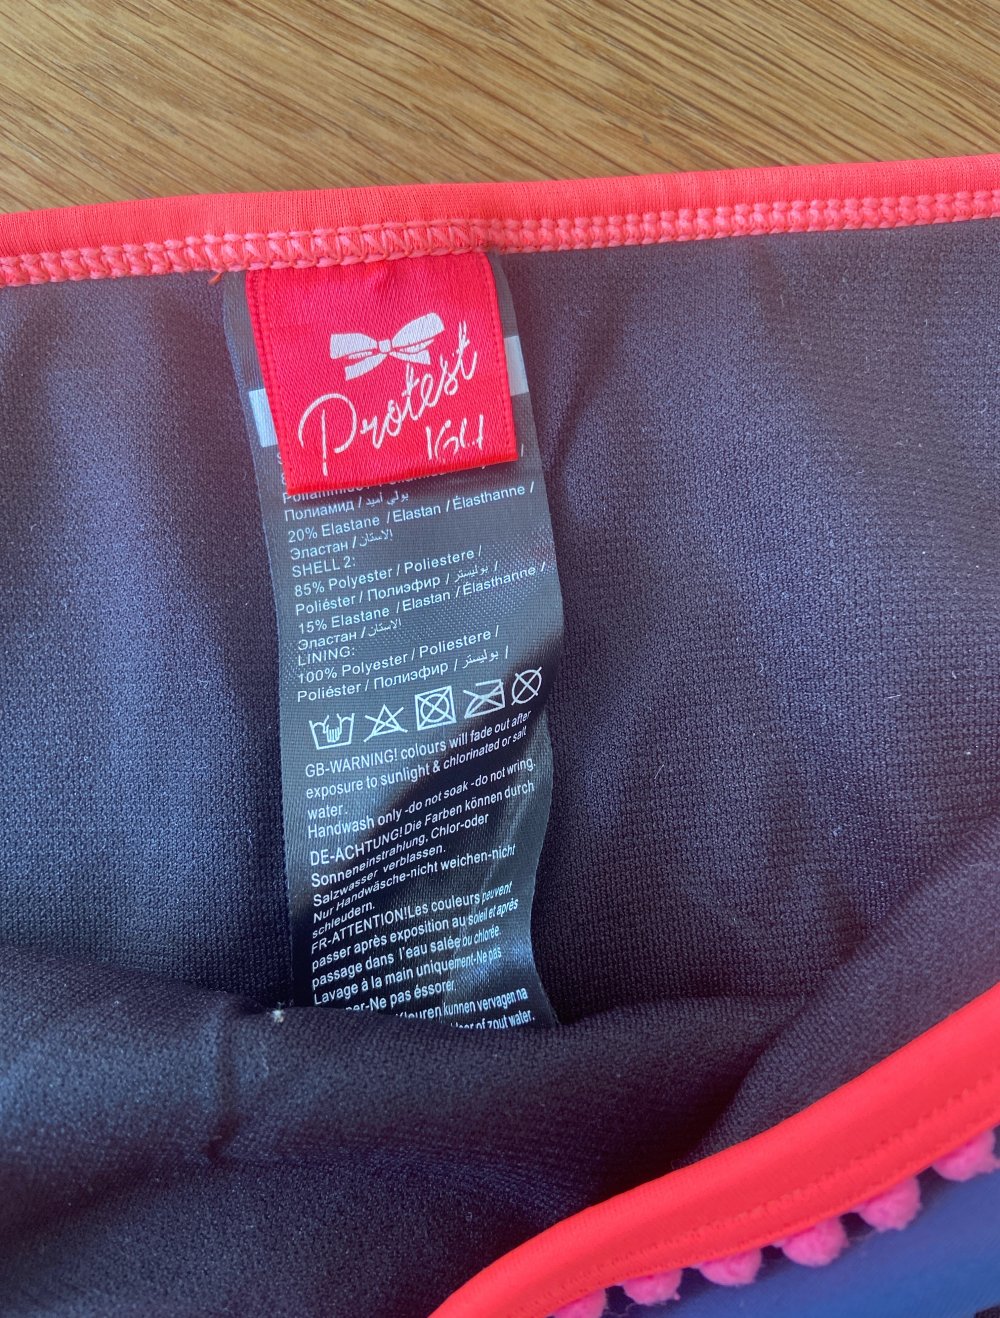 Protest
164
Полиамид / بولي أميد
20% Elastane / Elastan / Élasthanne /
Эластан / الاستان
SHELL 2:
85% Polyester / Poliestere /
Poliéster / Полиэфир / بوليستر /
15% Elastane / Elastan / Élasthanne /
Эластан / الاستان
LINING:
100% Polyester / Poliestere /
Poliéster / Полиэфир / بوليستر /
GB-WARNING! colours will fade out after
exposure to sunlight & chlorinated or salt
water.
Handwash only -do not soak -do not wring.
DE-ACHTUNG! Die Farben können durch
Sonneneinstrahlung, Chlor-oder
Salzwasser verblassen.
Nur Handwäsche-nicht weichen-nicht
schleudern.
FR-ATTENTION! Les couleurs peuvent
passer après exposition au soleil et après
passage dans l'eau salée ou chlorée.
Lavage à la main uniquement-Ne pas
-Ne pas éssorer.
kunnen vervagen na
of zout water.